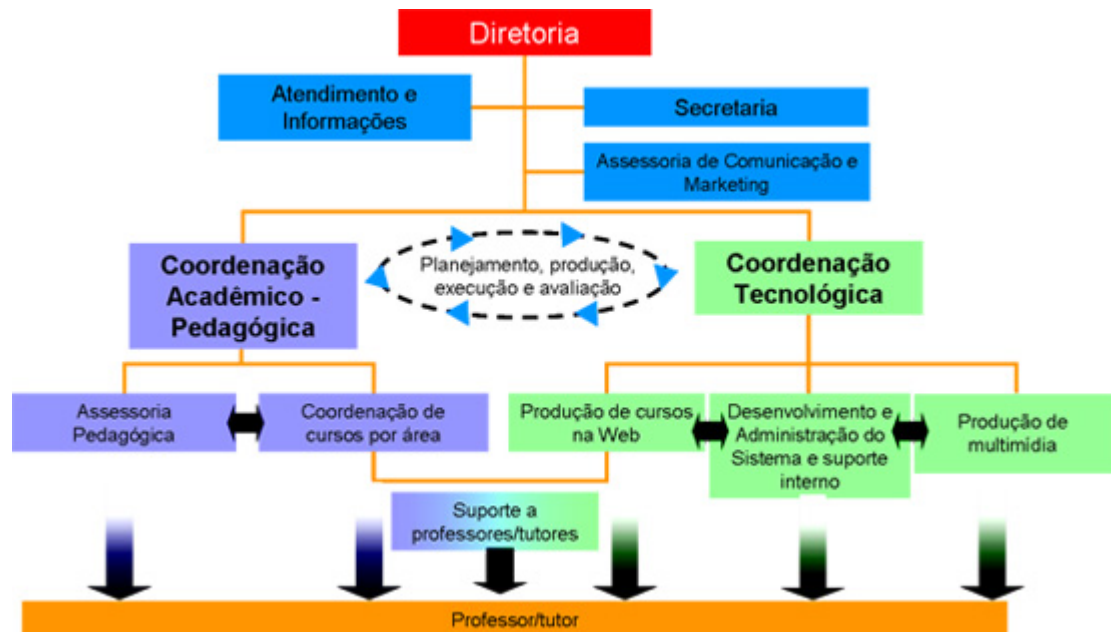 Diretoria
Atendimento e
Informações
Secretaria
Assessoria de Comunicação e
Marketing
Coordenação
Acadêmico -
Pedagógica
Planejamento, produção,
execução e avaliação
Coordenação
Tecnológica
Assessoria
Pedagógica
Coordenação de
cursos por área
Produção de cursos
na Web
Desenvolvimento e
Administração do
Sistema e suporte
interno
Produção de
multimídia
Suporte a
professores/tutores
Professor/tutor